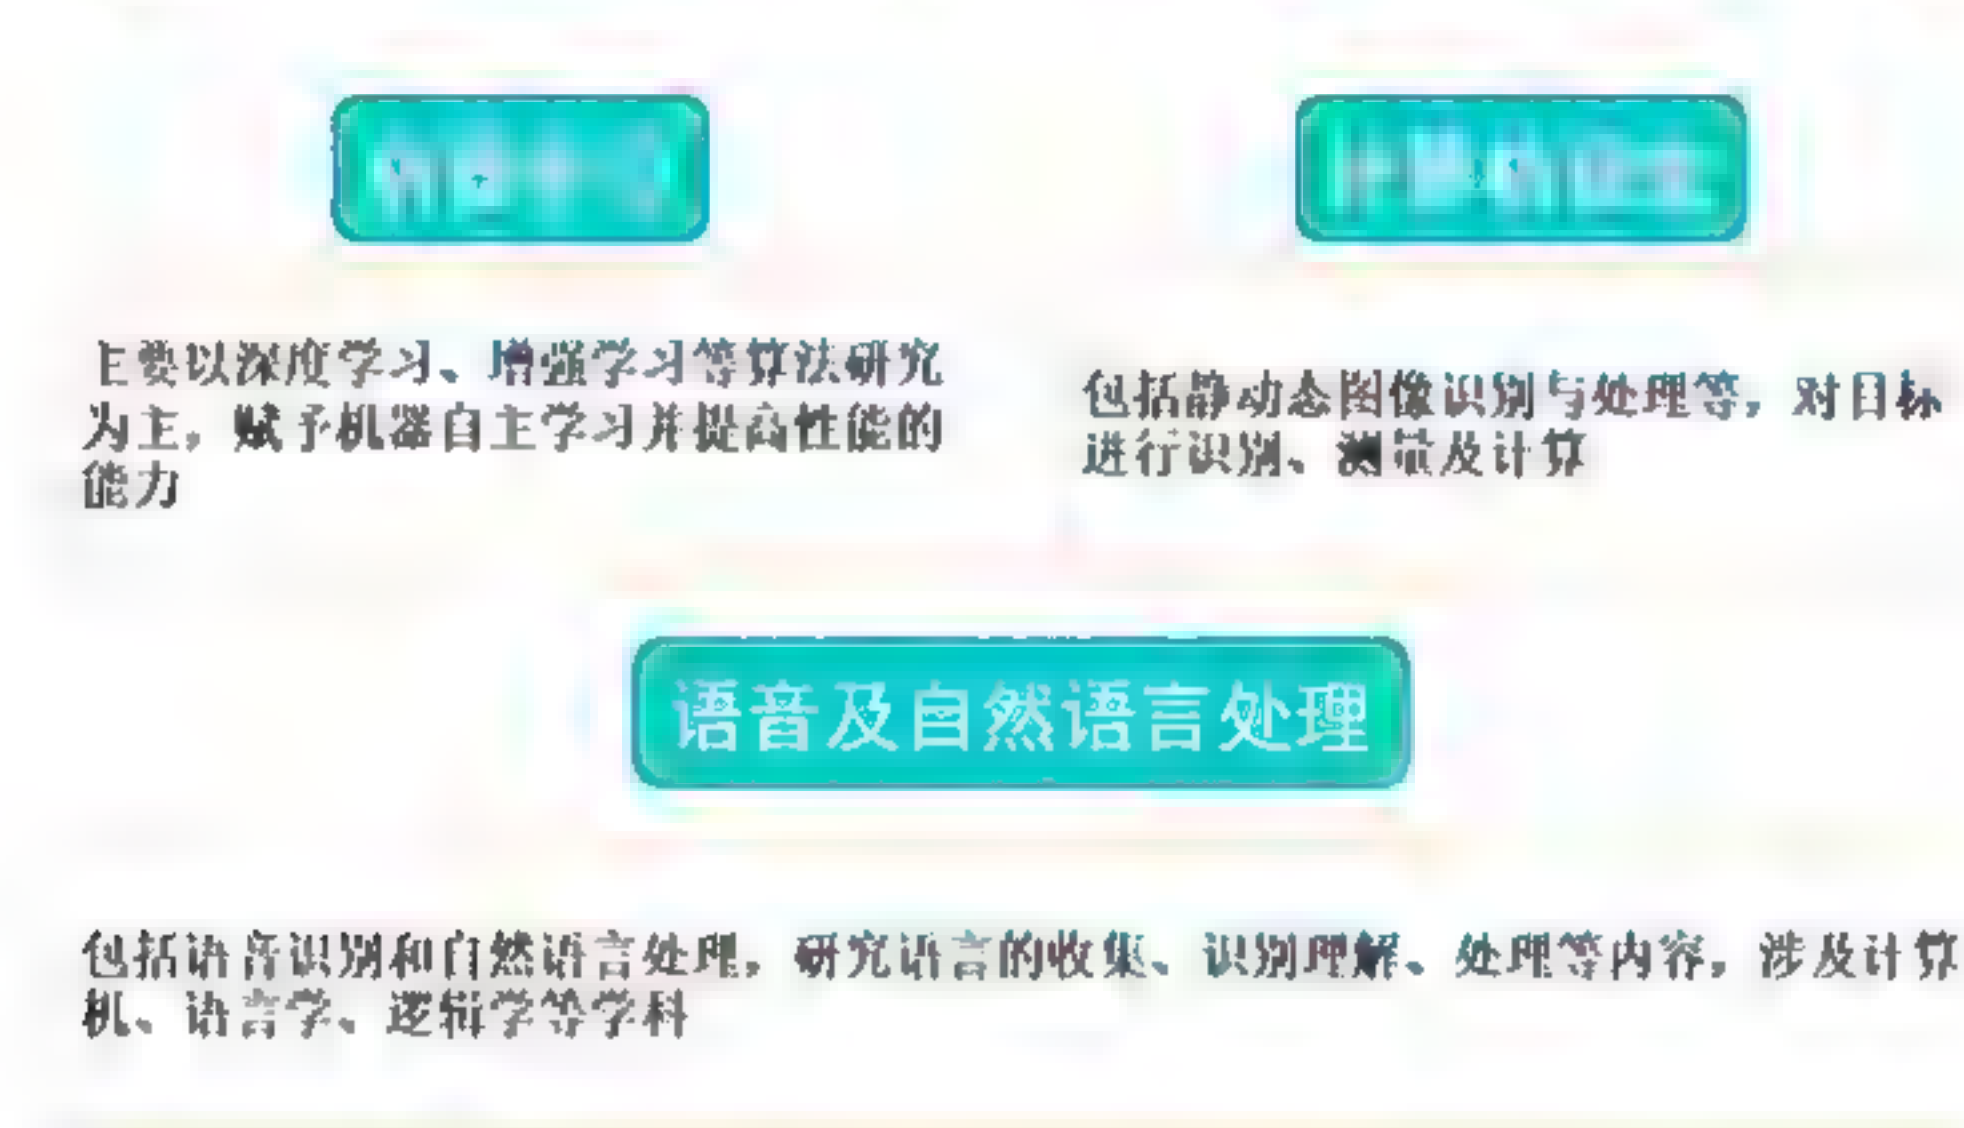 主要以深度学习、增强学习等算法研究
为主，赋予机器自主学习并提高性能的
能力
包括静动态图像识别与处理等，对目标
进行识别、测量及计算
语音及自然语言处理
包括语音识别和自然语言处理，研究语言的收集、识别理解、处理等内容，涉及计算
机、语言学、逻辑学等学科